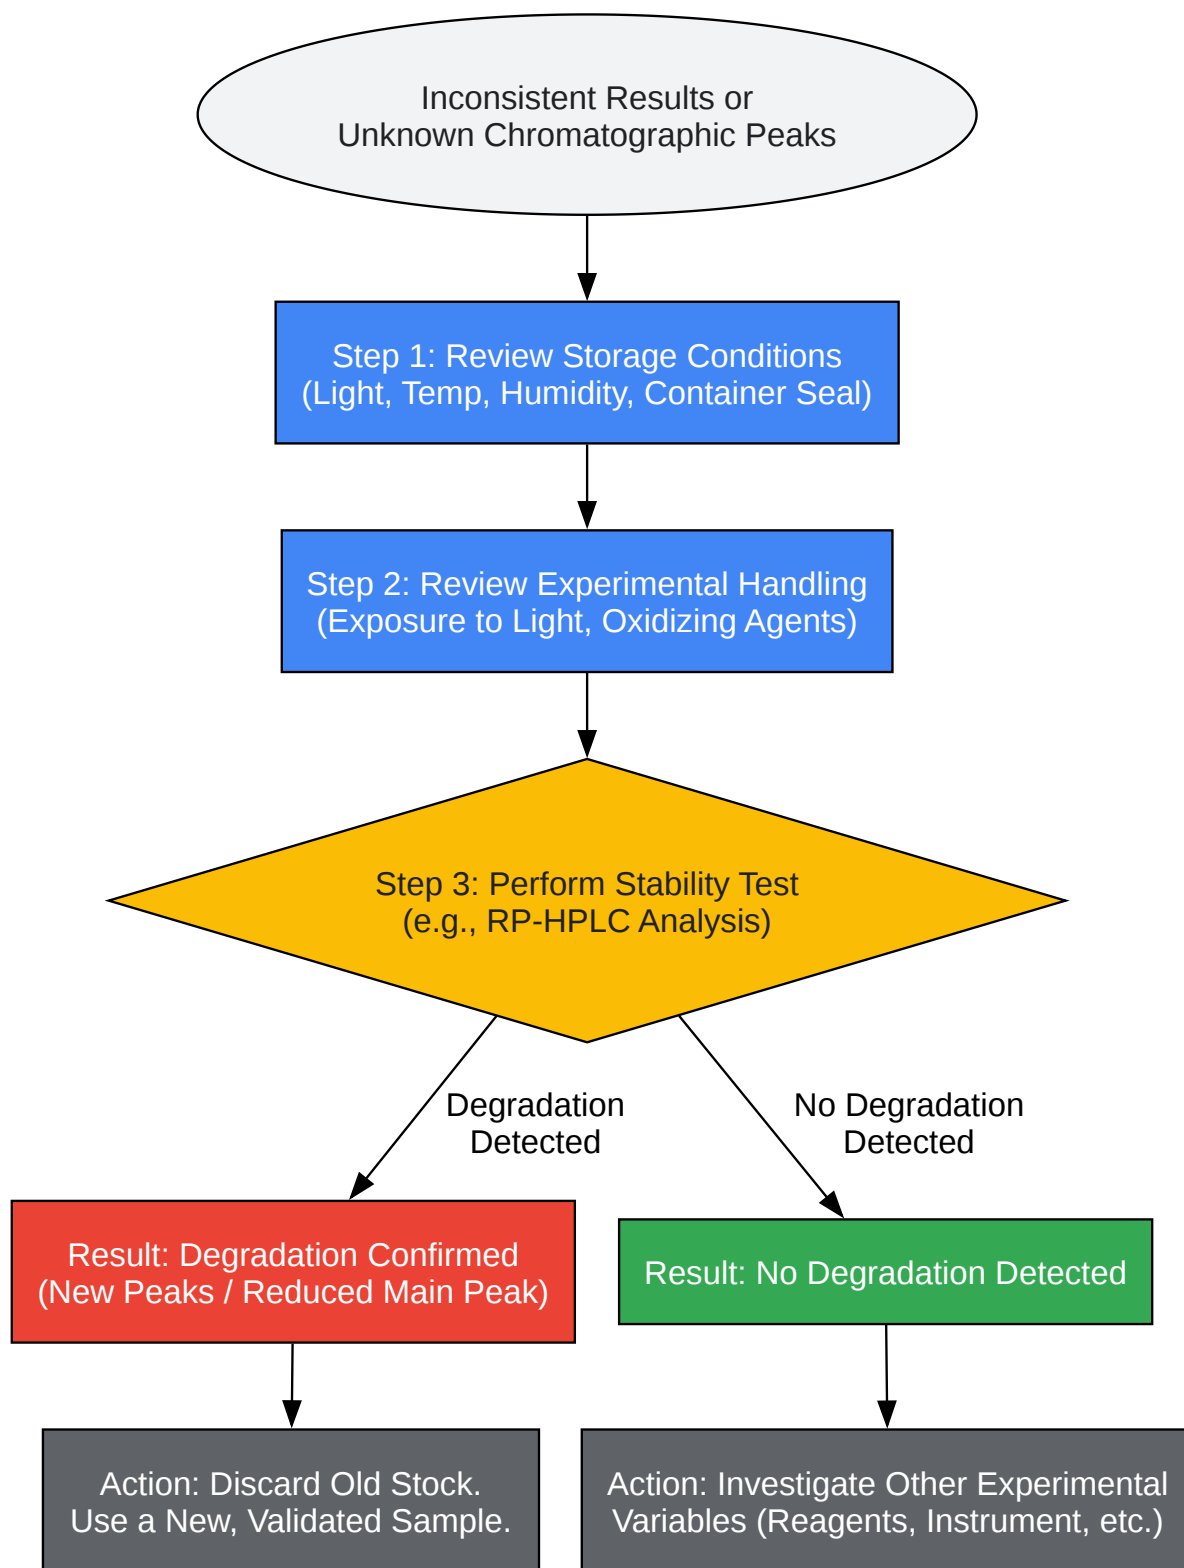 Inconsistent Results or
Unknown Chromatographic Peaks
Step 1: Review Storage Conditions
(Light, Temp, Humidity, Container Seal)
Step 2: Review Experimental Handling
(Exposure to Light, Oxidizing Agents)
Step 3: Perform Stability Test
(e.g., RP-HPLC Analysis)
Degradation
Detected
No Degradation
Detected
Result: Degradation Confirmed
(New Peaks / Reduced Main Peak)
Result: No Degradation Detected
Action: Discard Old Stock.
Use a New, Validated Sample.
Action: Investigate Other Experimental
Variables (Reagents, Instrument, etc.)